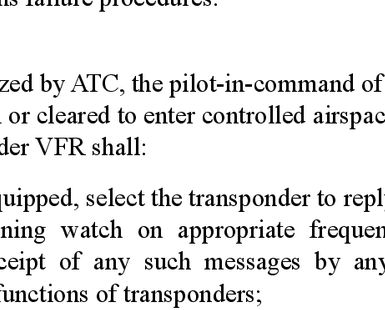 failure procedures.
zed by ATC, the pilot-in-command of
or cleared to enter controlled airspac
der VFR shall:
quipped, select the transponder to repl
ning watch on appropriate frequen
ceipt of any such messages by any
functions of transponders;